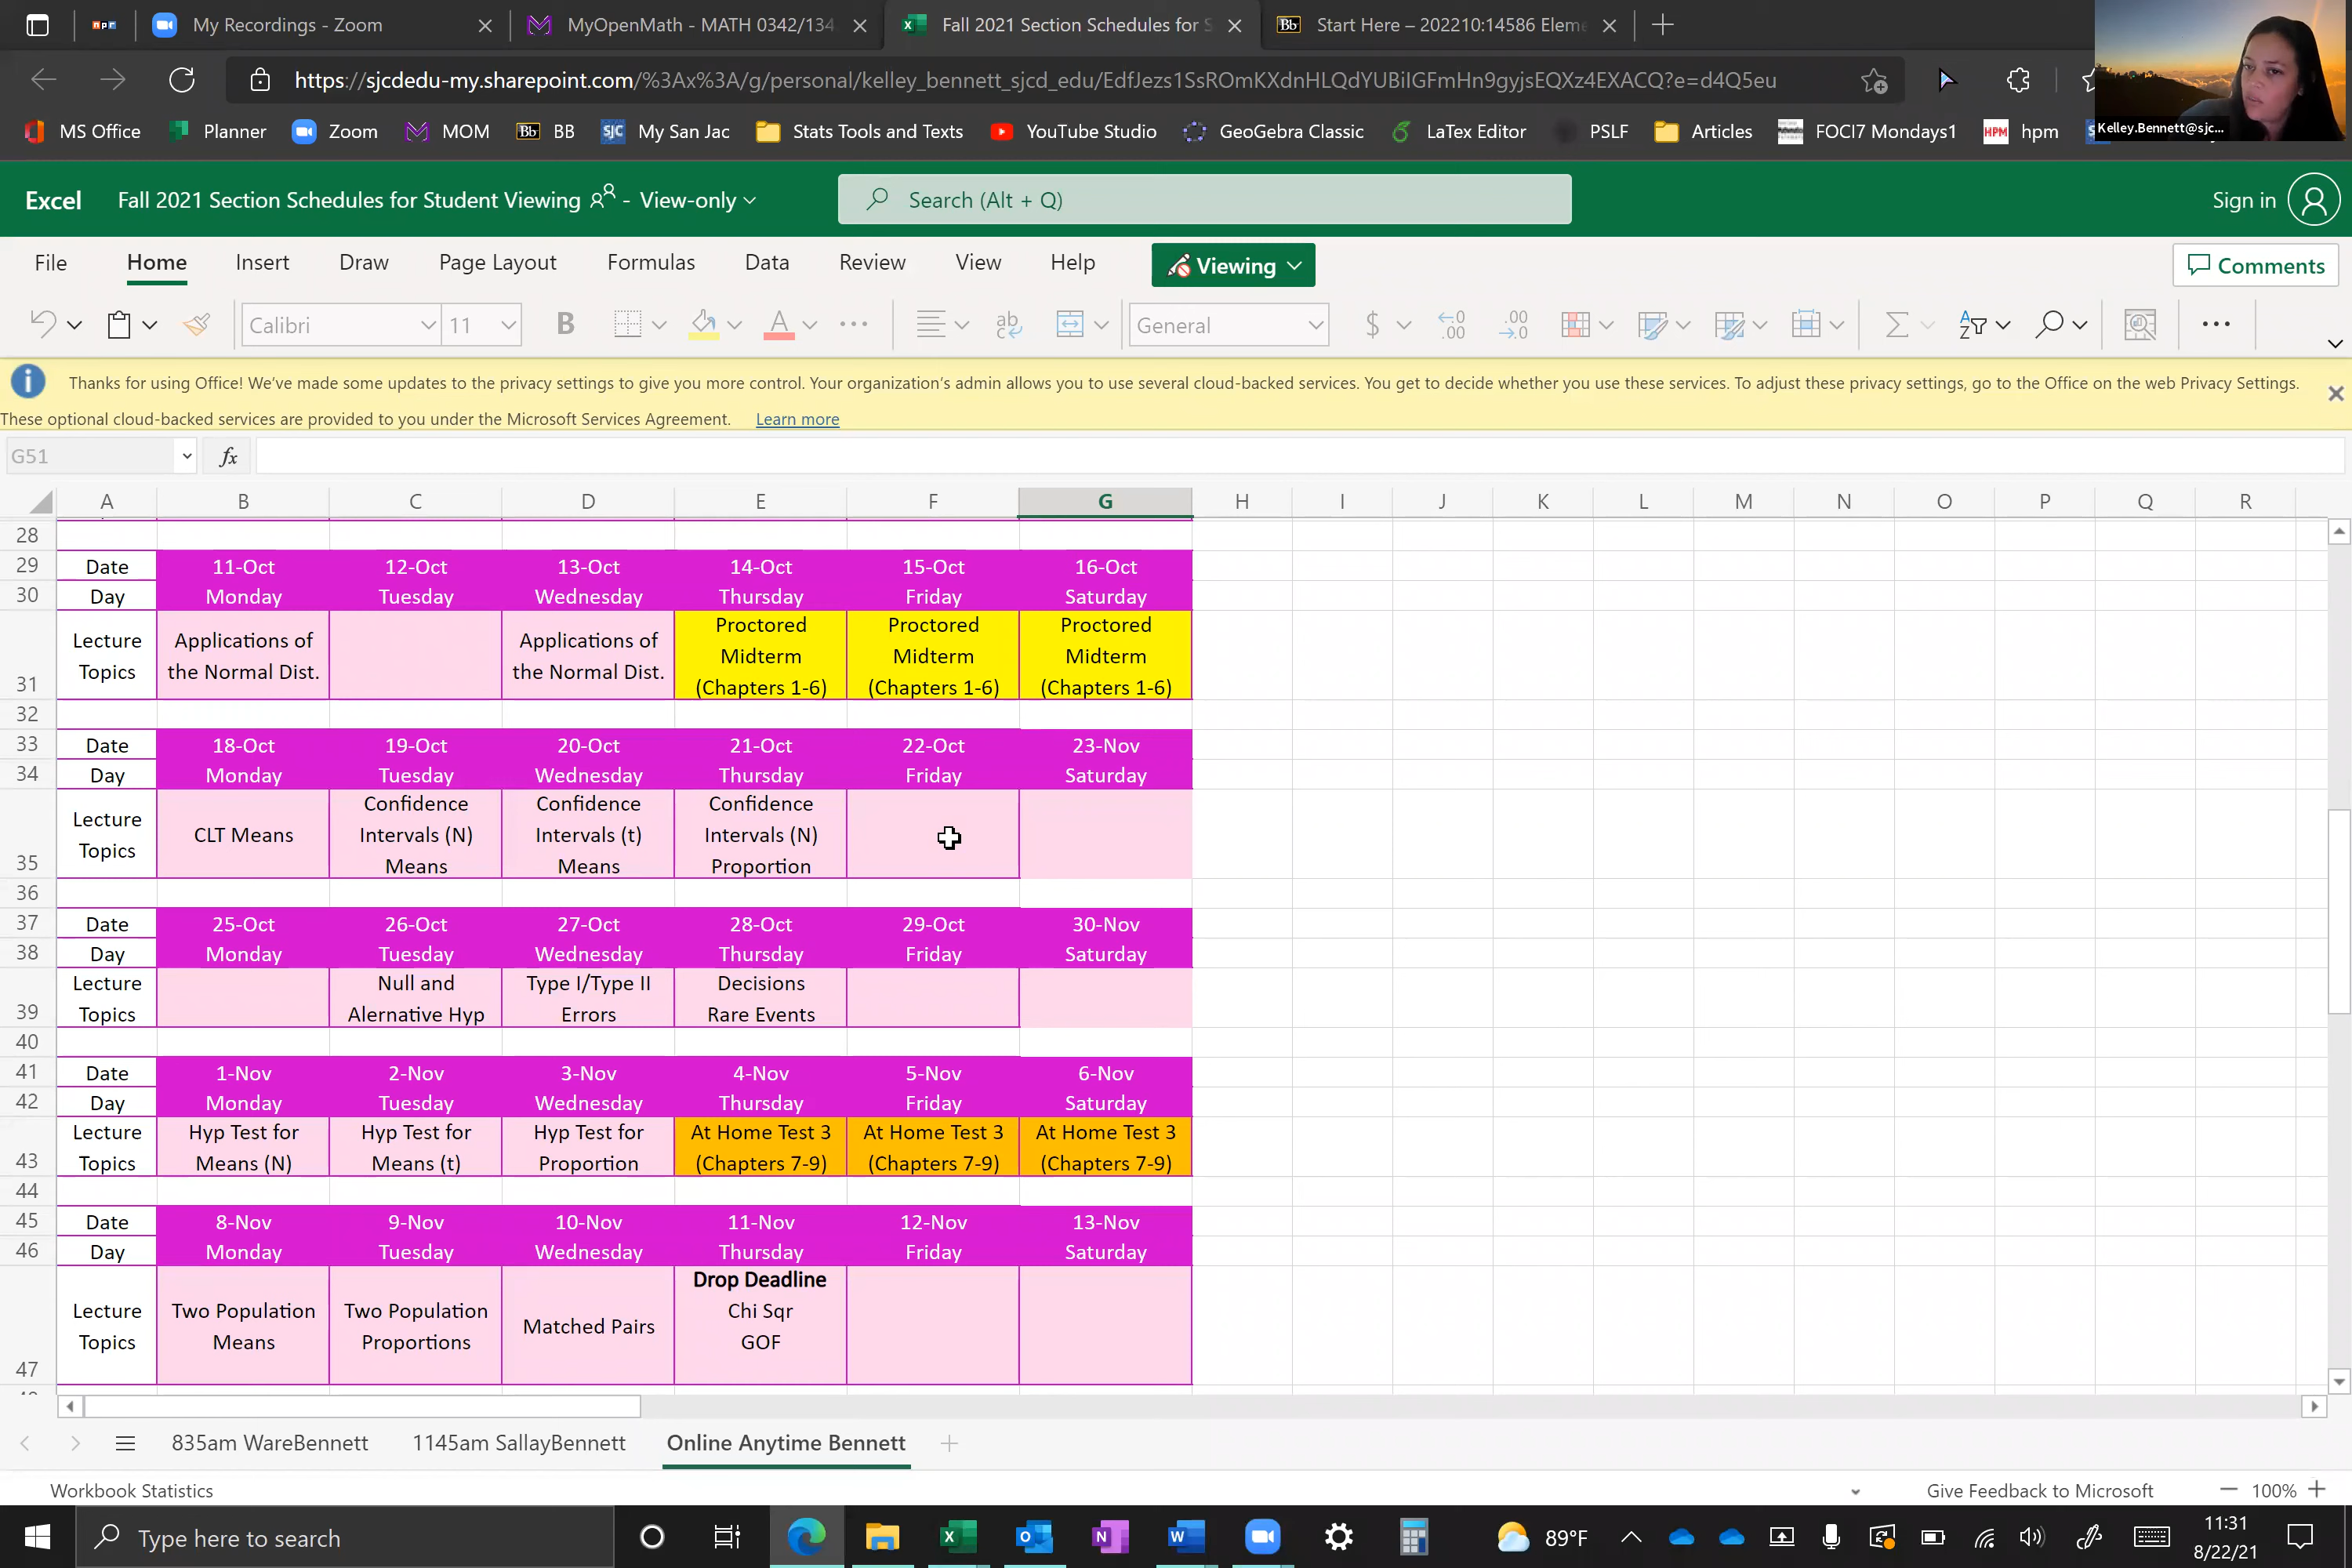 npr
My Recordings - Zoom
MyOpenMath - MATH 0342/134
Fall 2021 Section Schedules for S
Bb
Start Here – 202210:14586 Eleme
https://sjcdedu-my.sharepoint.com/%3Ax%3A/g/personal/kelley_bennett_sjcd_edu/EdfJezs1SsROmKXdnHLQdYUBiIGFmHn9gyjsEQXz4EXACQ?e=d4Q5eu
MS Office
Planner
Zoom
MOM
Bb BB
SJC My San Jac
Stats Tools and Texts
YouTube Studio
GeoGebra Classic
LaTex Editor
PSLF
Articles
FOCI7 Mondays1
HPM hpm
Kelley.Bennett@sjc...
Excel
Fall 2021 Section Schedules for Student Viewing - View-only
Search (Alt + Q)
Sign in
File Home Insert Draw Page Layout Formulas Data Review View Help
Viewing
Comments
Calibri 11 B A ab c General $ .00 .00
Thanks for using Office! We've made some updates to the privacy settings to give you more control. Your organization's admin allows you to use several cloud-backed services. You get to decide whether you use these services. To adjust these privacy settings, go to the Office on the web Privacy Settings.
These optional cloud-backed services are provided to you under the Microsoft Services Agreement. Learn more
G51 fx
A B C D E F G H I J K L M N O P Q R
28
29 Date 11-Oct 12-Oct 13-Oct 14-Oct 15-Oct 16-Oct
30 Day Monday Tuesday Wednesday Thursday Friday Saturday
Proctored Proctored Proctored
Lecture Applications of Applications of Midterm Midterm Midterm
31 Topics the Normal Dist. the Normal Dist. (Chapters 1-6) (Chapters 1-6) (Chapters 1-6)
32
33 Date 18-Oct 19-Oct 20-Oct 21-Oct 22-Oct 23-Nov
34 Day Monday Tuesday Wednesday Thursday Friday Saturday
Confidence Confidence Confidence
Lecture CLT Means Intervals (N) Intervals (t) Intervals (N)
35 Topics Means Means Proportion
36
37 Date 25-Oct 26-Oct 27-Oct 28-Oct 29-Oct 30-Nov
38 Day Monday Tuesday Wednesday Thursday Friday Saturday
Lecture Null and Type I/Type II Decisions
39 Topics Alernative Hyp Errors Rare Events
40
41 Date 1-Nov 2-Nov 3-Nov 4-Nov 5-Nov 6-Nov
42 Day Monday Tuesday Wednesday Thursday Friday Saturday
Lecture Hyp Test for Hyp Test for Hyp Test for At Home Test 3 At Home Test 3 At Home Test 3
43 Topics Means (N) Means (t) Proportion (Chapters 7-9) (Chapters 7-9) (Chapters 7-9)
44
45 Date 8-Nov 9-Nov 10-Nov 11-Nov 12-Nov 13-Nov
46 Day Monday Tuesday Wednesday Thursday Friday Saturday
Drop Deadline
Lecture Two Population Two Population Matched Pairs Chi Sqr
47 Topics Means Proportions GOF
835am WareBennett 1145am SallayBennett Online Anytime Bennett
Workbook Statistics
Give Feedback to Microsoft
100%
Type here to search
89°F
11:31
8/22/21